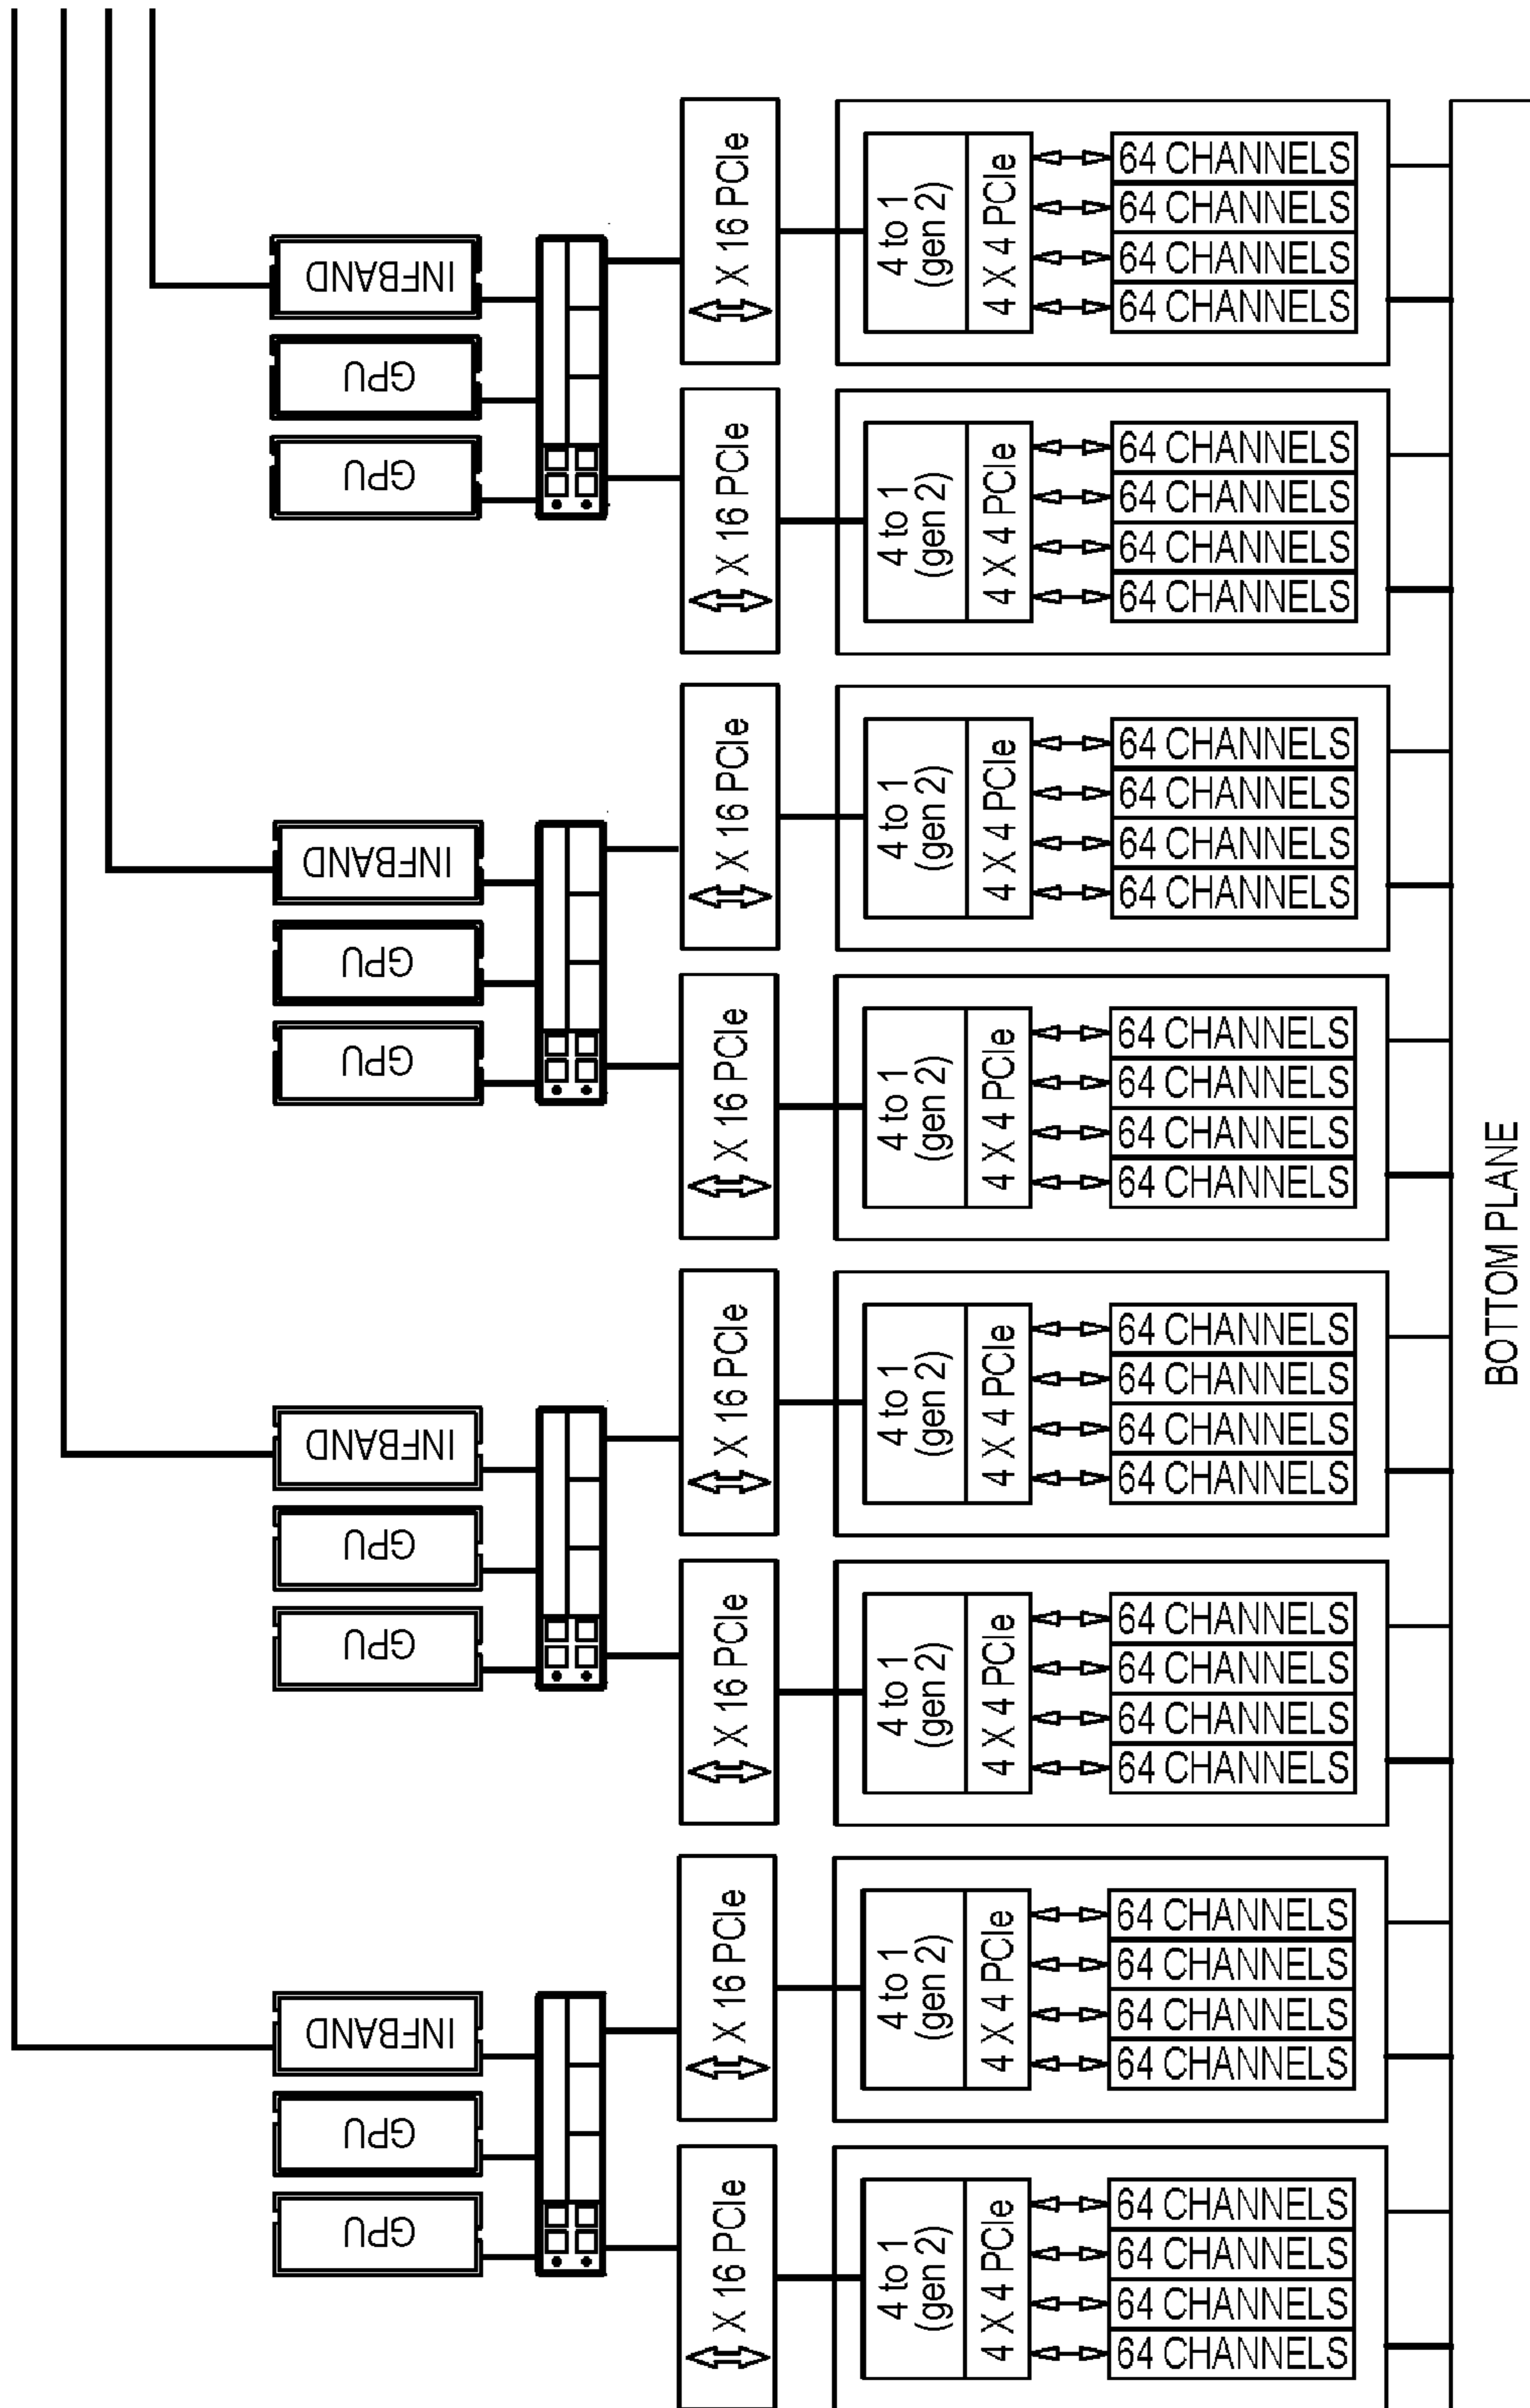 INFBAND
GPU
GPU
X 16 PCIe
4 to 1
(gen 2)
4 X 4 PCIe
64 CHANNELS
64 CHANNELS
64 CHANNELS
64 CHANNELS
X 16 PCIe
4 to 1
(gen 2)
4 X 4 PCIe
64 CHANNELS
64 CHANNELS
64 CHANNELS
64 CHANNELS
INFBAND
GPU
GPU
X 16 PCIe
4 to 1
(gen 2)
4 X 4 PCIe
64 CHANNELS
64 CHANNELS
64 CHANNELS
64 CHANNELS
X 16 PCIe
4 to 1
(gen 2)
4 X 4 PCIe
64 CHANNELS
64 CHANNELS
64 CHANNELS
64 CHANNELS
INFBAND
GPU
GPU
X 16 PCIe
4 to 1
(gen 2)
4 X 4 PCIe
64 CHANNELS
64 CHANNELS
64 CHANNELS
64 CHANNELS
X 16 PCIe
4 to 1
(gen 2)
4 X 4 PCIe
64 CHANNELS
64 CHANNELS
64 CHANNELS
64 CHANNELS
INFBAND
GPU
GPU
X 16 PCIe
4 to 1
(gen 2)
4 X 4 PCIe
64 CHANNELS
64 CHANNELS
64 CHANNELS
64 CHANNELS
X 16 PCIe
4 to 1
(gen 2)
4 X 4 PCIe
64 CHANNELS
64 CHANNELS
64 CHANNELS
64 CHANNELS
BOTTOM PLANE